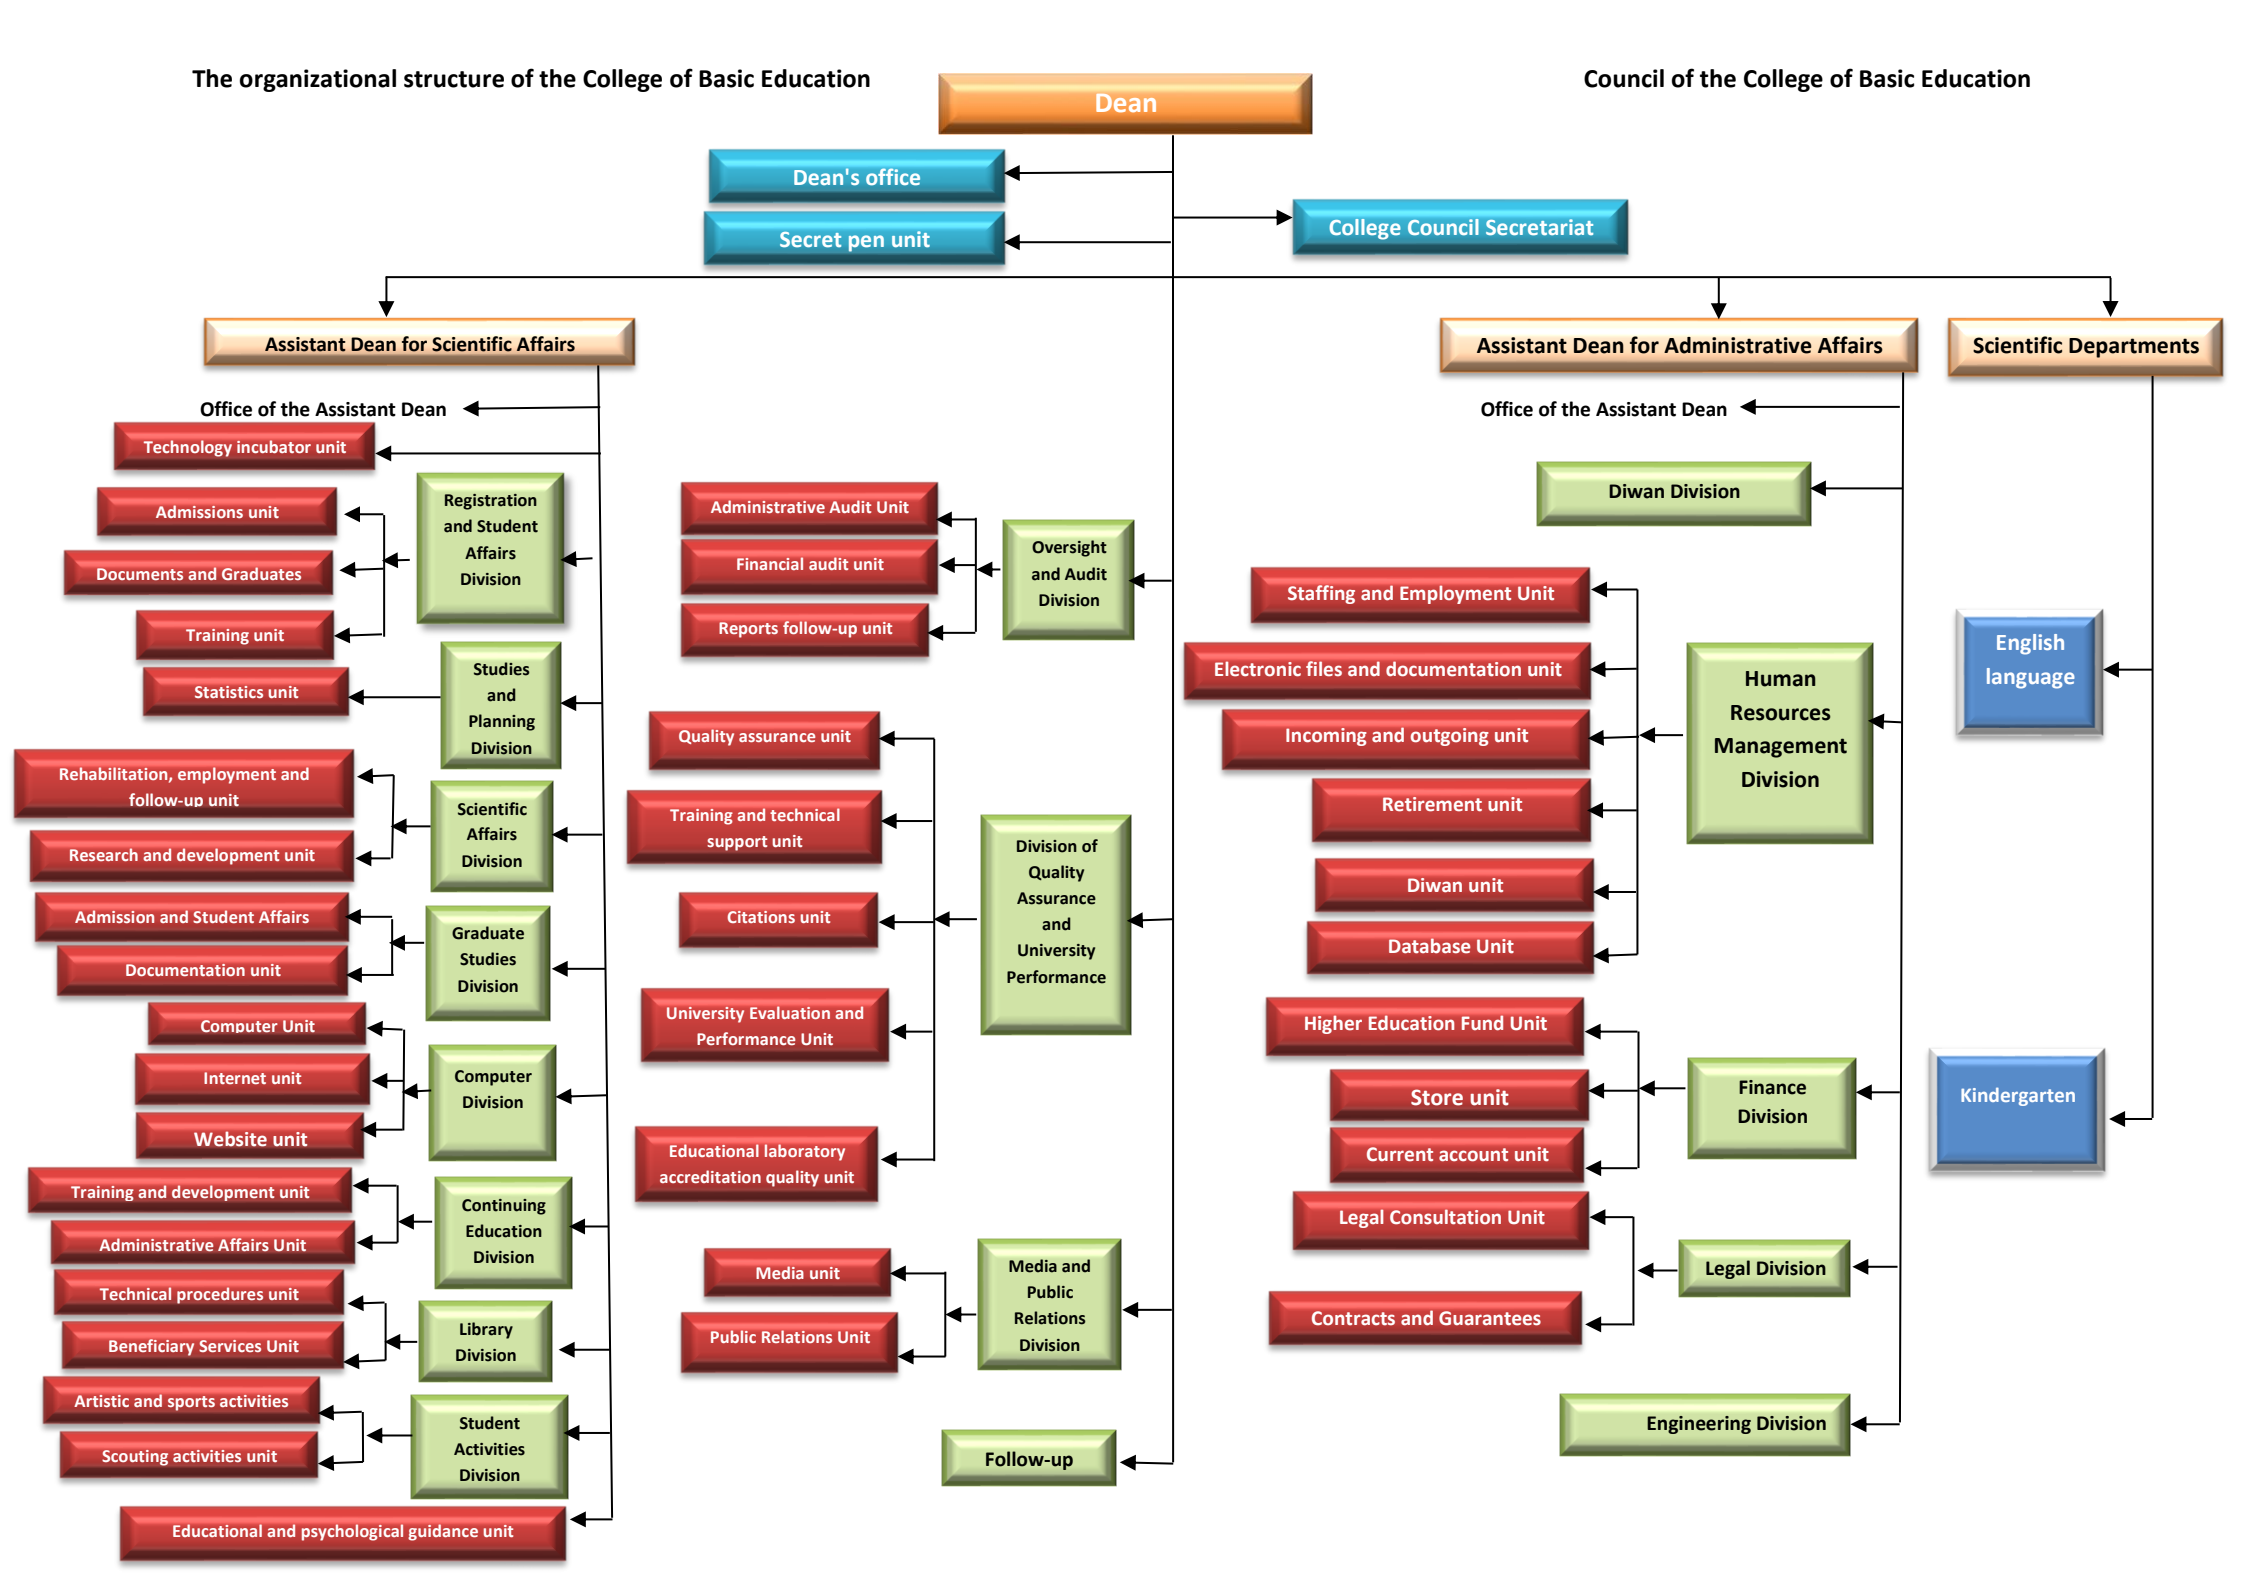 The organizational structure of the College of Basic Education
Council of the College of Basic Education
Dean
Dean's office
Secret pen unit
College Council Secretariat
Assistant Dean for Scientific Affairs
Assistant Dean for Administrative Affairs
Scientific Departments
Office of the Assistant Dean
Technology incubator unit
Registration
and Student
Affairs
Division
Admissions unit
Documents and Graduates
Training unit
Studies
and
Planning
Division
Statistics unit
Scientific
Affairs
Division
Rehabilitation, employment and
follow-up unit
Research and development unit
Graduate
Studies
Division
Admission and Student Affairs
Documentation unit
Computer
Division
Computer Unit
Internet unit
Website unit
Continuing
Education
Division
Training and development unit
Administrative Affairs Unit
Library
Division
Technical procedures unit
Beneficiary Services Unit
Student
Activities
Division
Artistic and sports activities
Scouting activities unit
Educational and psychological guidance unit
Oversight
and Audit
Division
Administrative Audit Unit
Financial audit unit
Reports follow-up unit
Division of
Quality
Assurance
and
University
Performance
Quality assurance unit
Training and technical
support unit
Citations unit
University Evaluation and
Performance Unit
Educational laboratory
accreditation quality unit
Media and
Public
Relations
Division
Media unit
Public Relations Unit
Follow-up
Office of the Assistant Dean
Diwan Division
Human
Resources
Management
Division
Staffing and Employment Unit
Electronic files and documentation unit
Incoming and outgoing unit
Retirement unit
Diwan unit
Database Unit
Finance
Division
Higher Education Fund Unit
Store unit
Current account unit
Legal Division
Legal Consultation Unit
Contracts and Guarantees
Engineering Division
English
language
Kindergarten